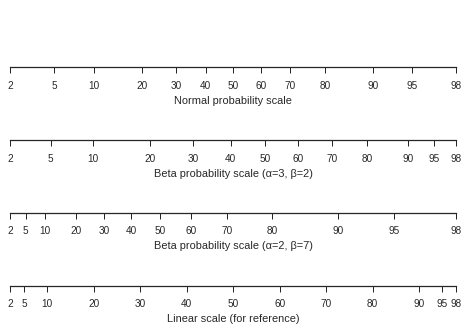 2 5 10 20 30 40 50 60 70 80 90 95 98
Normal probability scale
2 5 10 20 30 40 50 60 70 80 90 95 98
Beta probability scale (α=3, β=2)
2 5 10 20 30 40 50 60 70 80 90 95 98
Beta probability scale (α=2, β=7)
2 5 10 20 30 40 50 60 70 80 90 95 98
Linear scale (for reference)